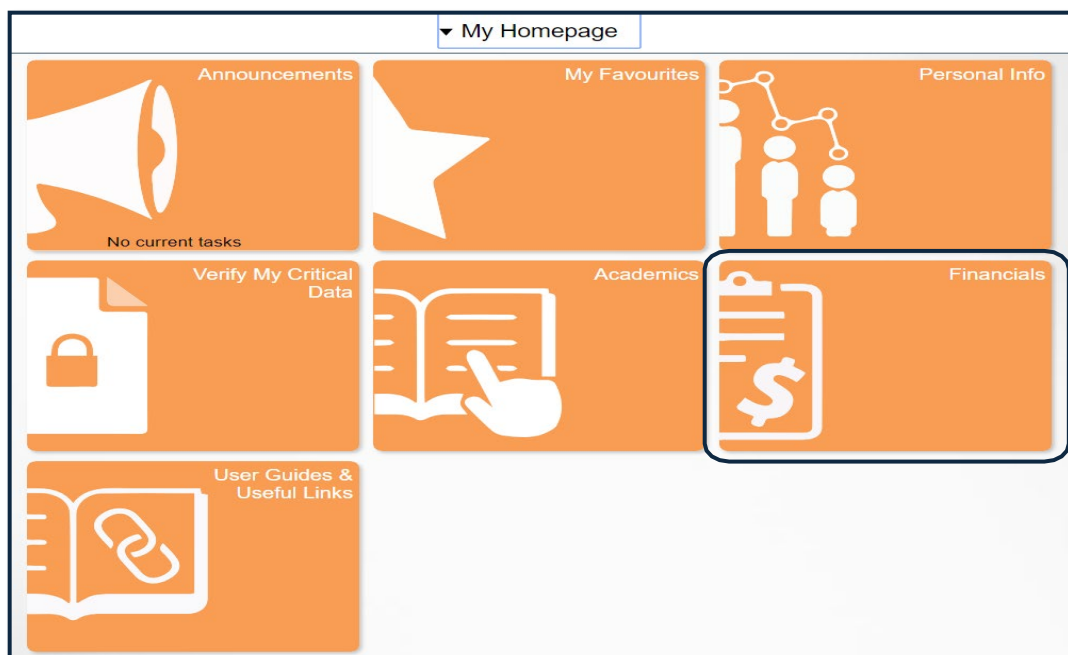 My Homepage
Announcements
No current tasks
My Favourites
Personal Info
Verify My Critical
Data
Academics
Financials
$
User Guides &
Useful Links